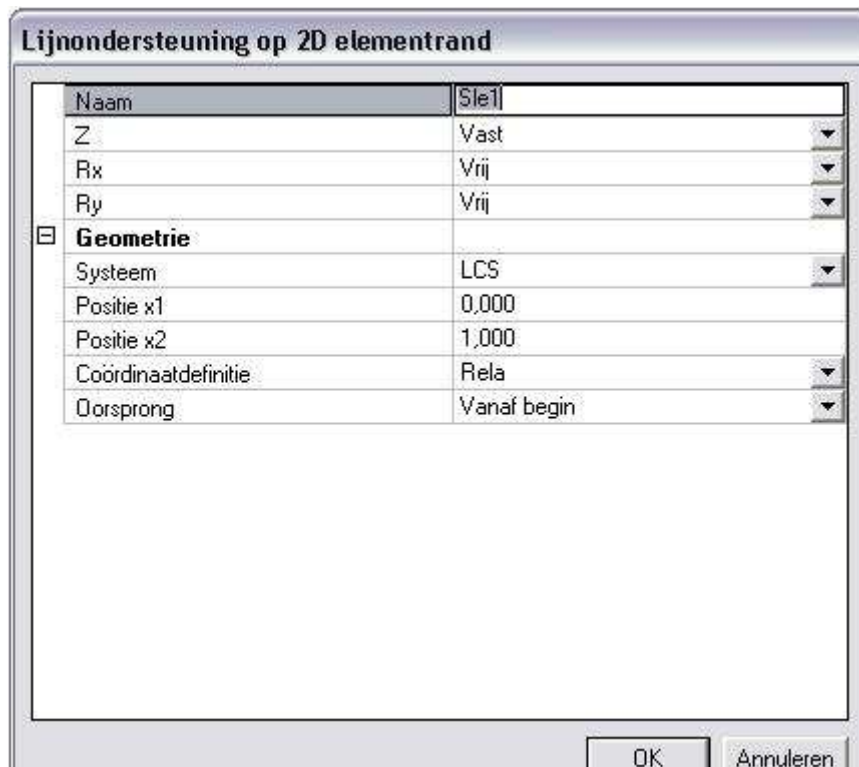 Lijnondersteuning op 2D elementrand
Naam Sle1
Z Vast
Rx Vrij
Ry Vrij
Geometrie
Systeem LCS
Positie x1 0,000
Positie x2 1,000
Coördinaatdefinitie Rela
Oorsprong Vanaf begin
OK Annuleren